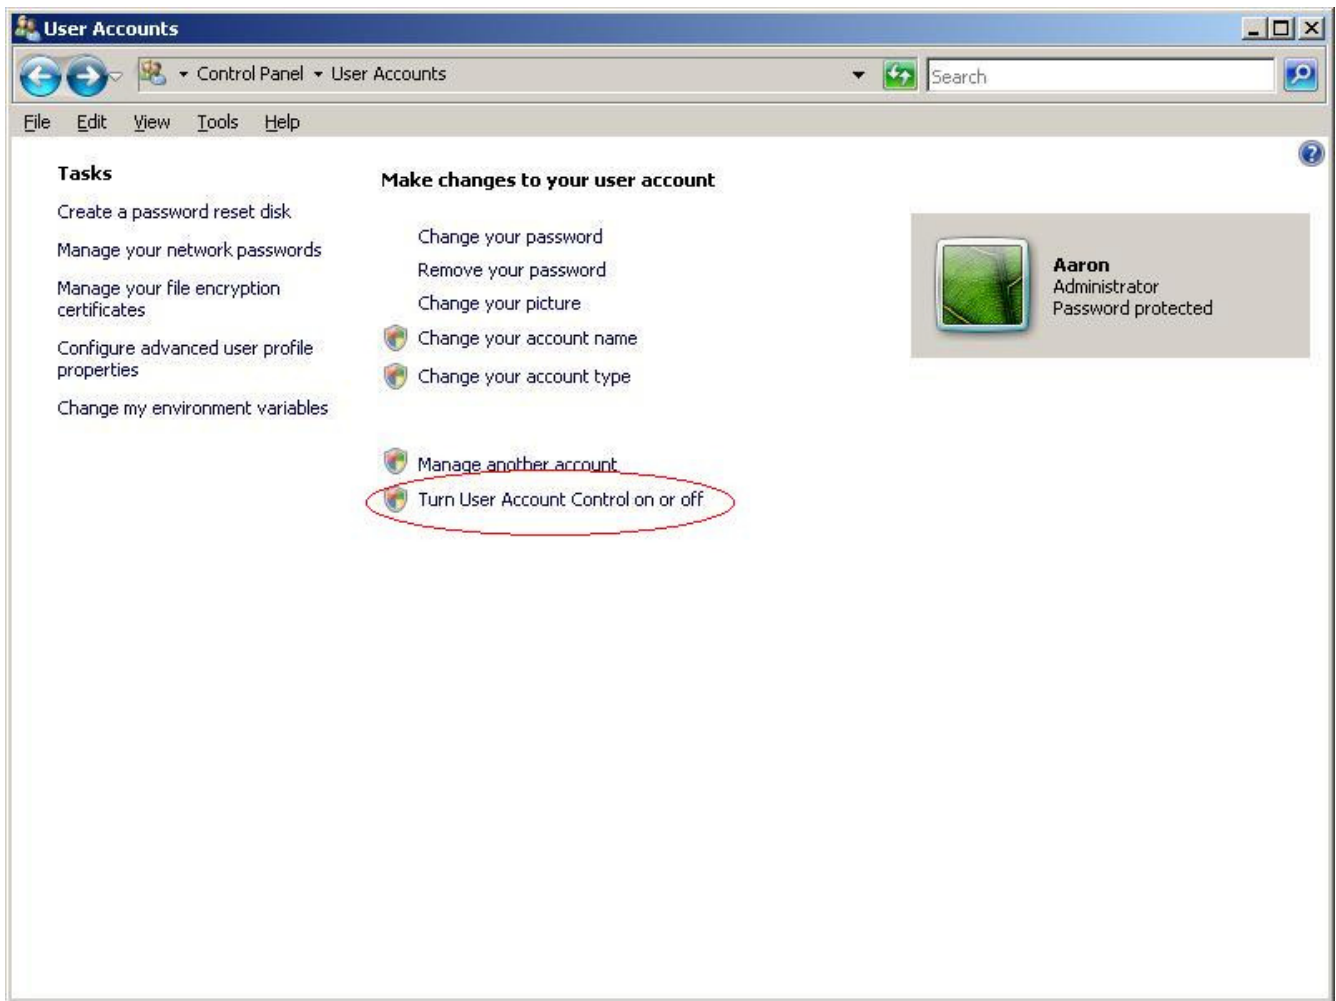 User Accounts
Control Panel User Accounts
Search
File Edit View Tools Help
Tasks
Create a password reset disk
Manage your network passwords
Manage your file encryption
certificates
Configure advanced user profile
properties
Change my environment variables
Make changes to your user account
Change your password
Remove your password
Change your picture
Change your account name
Change your account type
Manage another account
Turn User Account Control on or off
Aaron
Administrator
Password protected